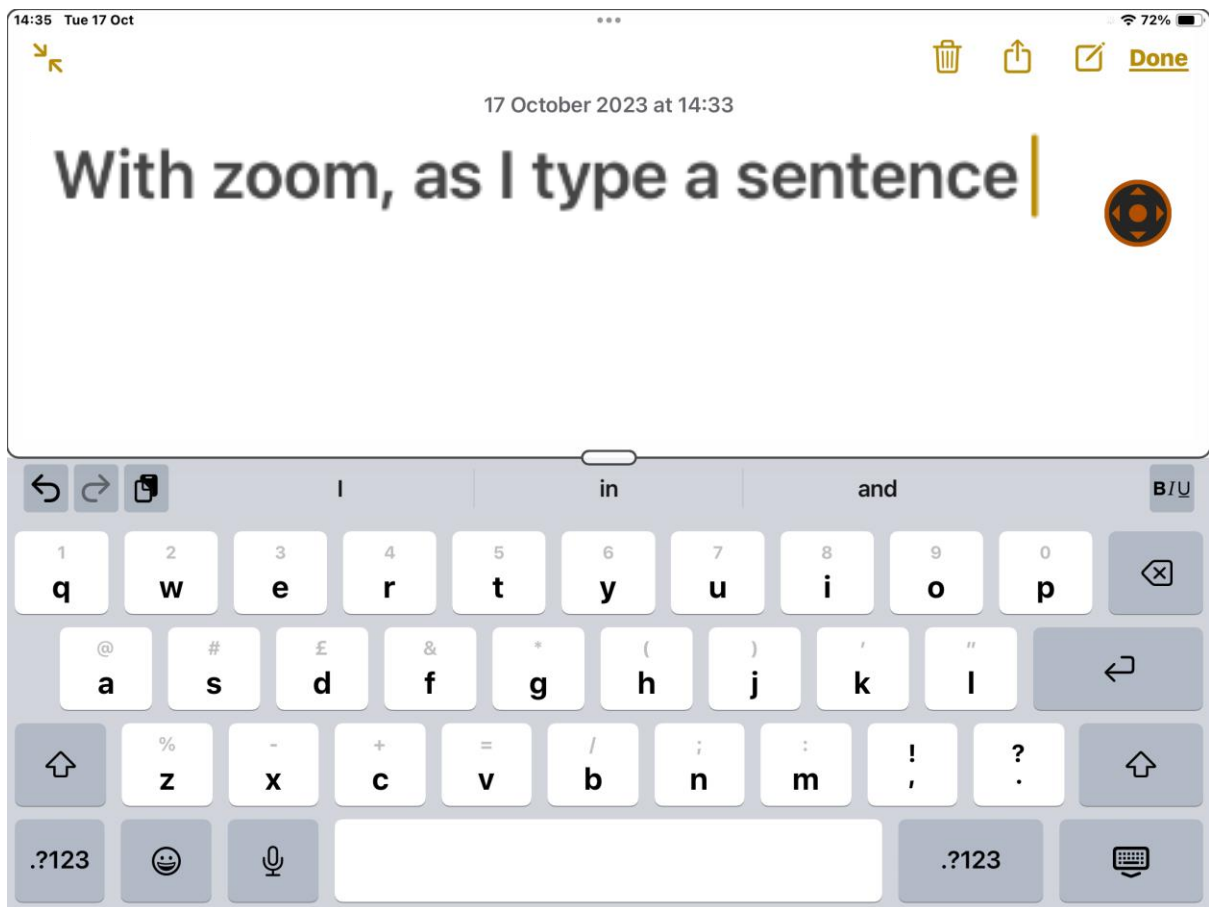 14:35 Tue 17 Oct 72%
Done
17 October 2023 at 14:33
With zoom, as I type a sentence
I in and BIU
1 2 3 4 5 6 7 8 9 0
q w e r t y u i o p
@ # £ & * ( ) ' "
a s d f g h j k l
% - + = / ; : ! ?
z x c v b n m , .
.?123 .?123